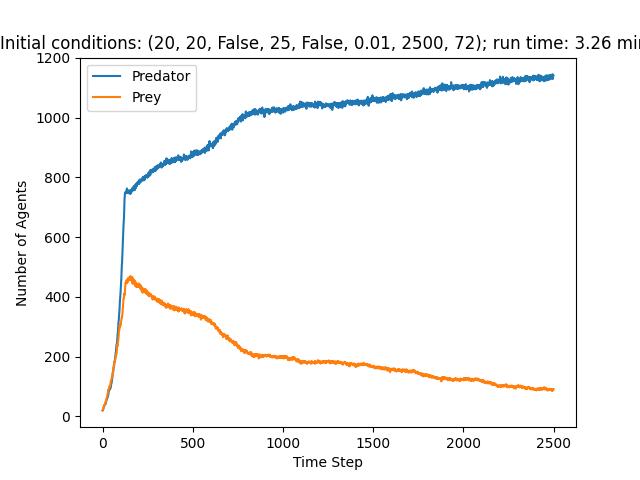 Initial conditions: (20, 20, False, 25, False, 0.01, 2500, 72); run time: 3.26 mi
Predator
Prey
1200
1000
800
600
400
200
0
Number of Agents
0 500 1000 1500 2000 2500
Time Step